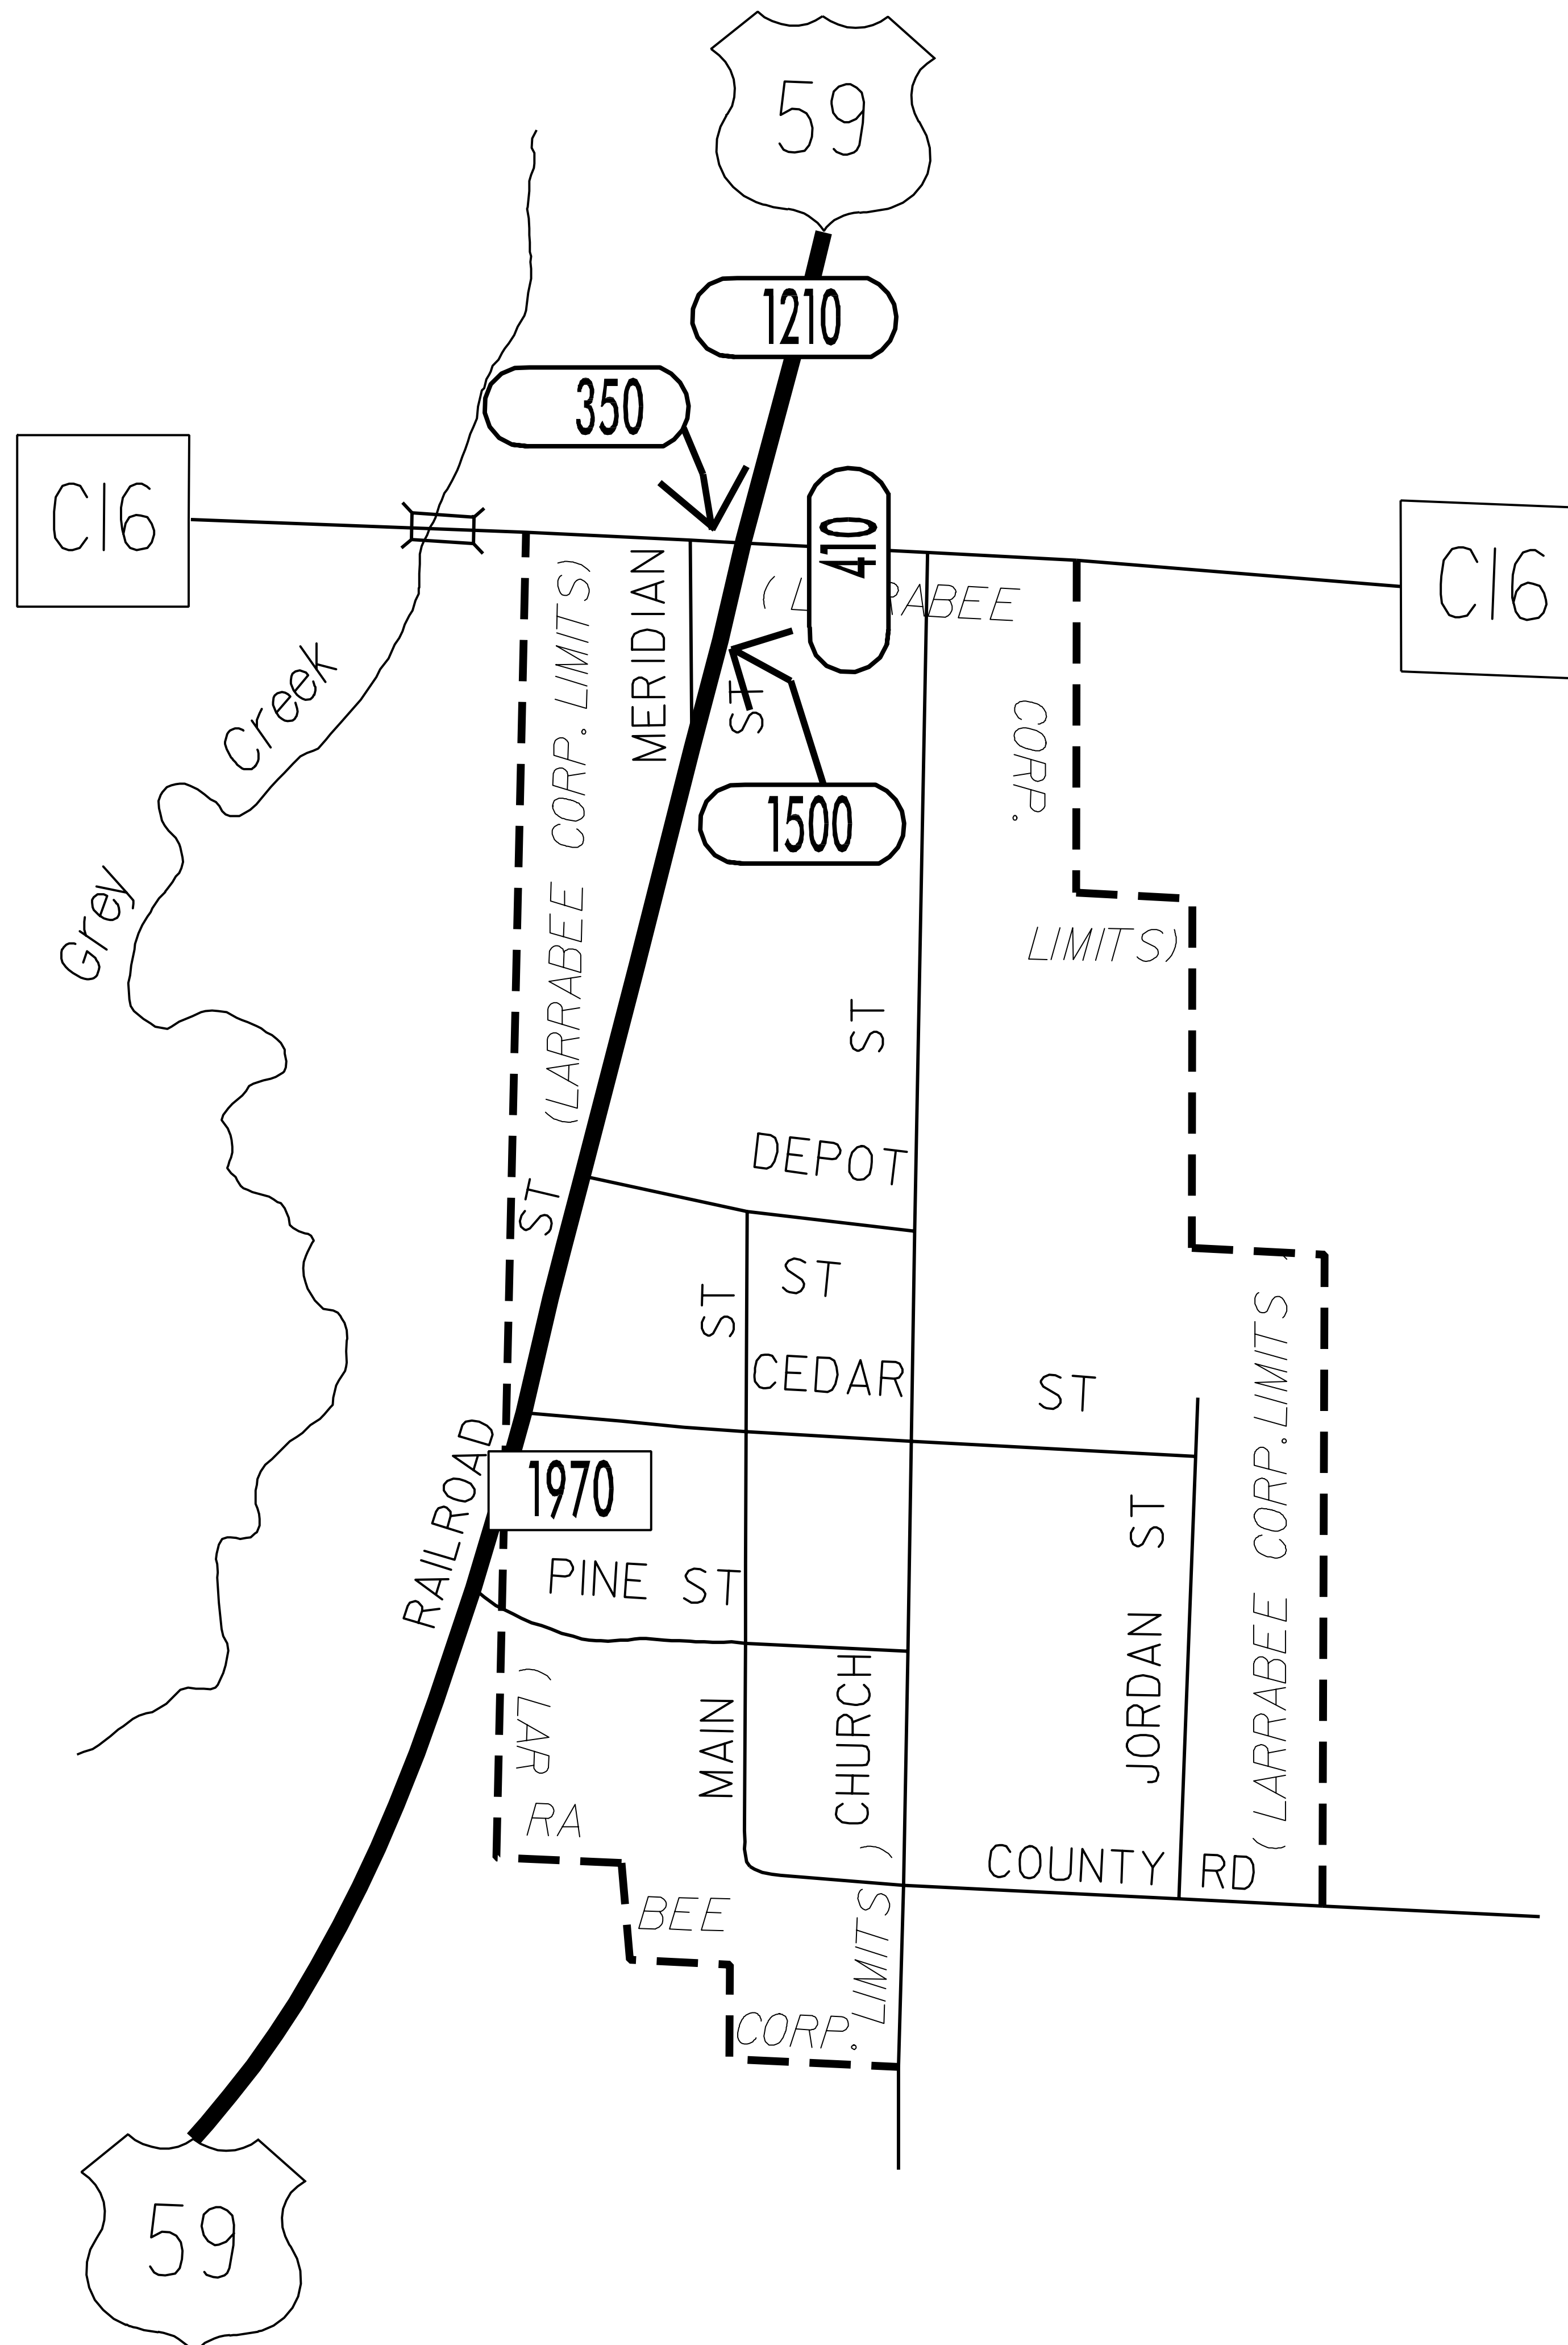 59
1210
350
C16
410
C16
(LARRABEE
CORP.
LIMITS)
MERIDIAN ST
(LARRABEE CORP. LIMITS)
Grey Creek
1500
DEPOT ST
CEDAR ST
RAILROAD ST
1970
PINE ST
MAIN ST
CHURCH ST
JORDAN ST
(LARRABEE CORP. LIMITS)
COUNTY RD
(LAR
RA
BEE
CORP. LIMITS)
59